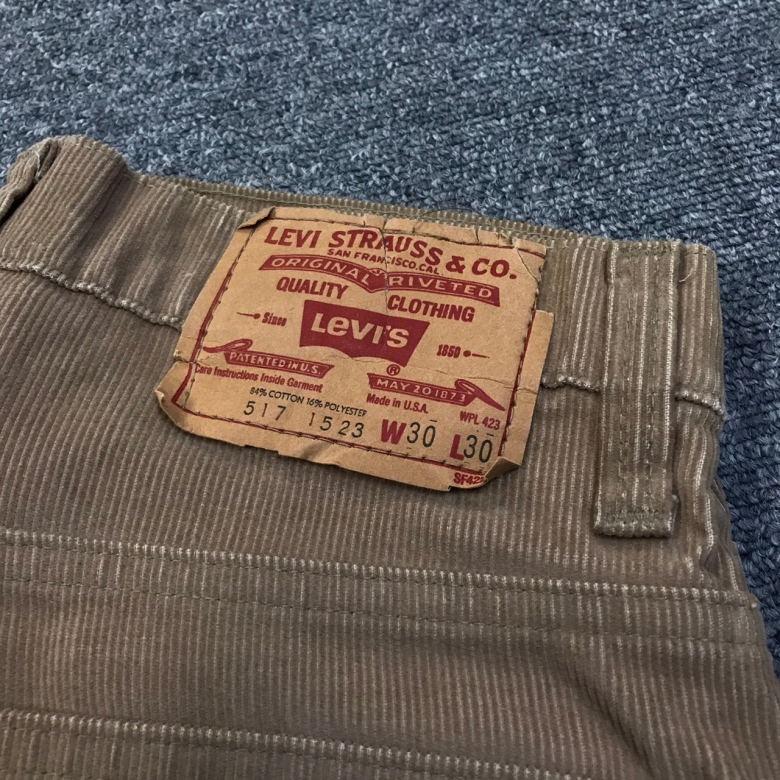 LEVI STRAUSS & CO.
SAN FRANCISCO, CAL.
ORIGINAL RIVETED
QUALITY CLOTHING
Since LEVI'S 1850
®
PATENTED IN U.S. MAY 20 1873
Care Instructions Inside Garment Made in U.S.A. WPL 423
84% COTTON 16% POLYESTER
517 1523 W30 L30